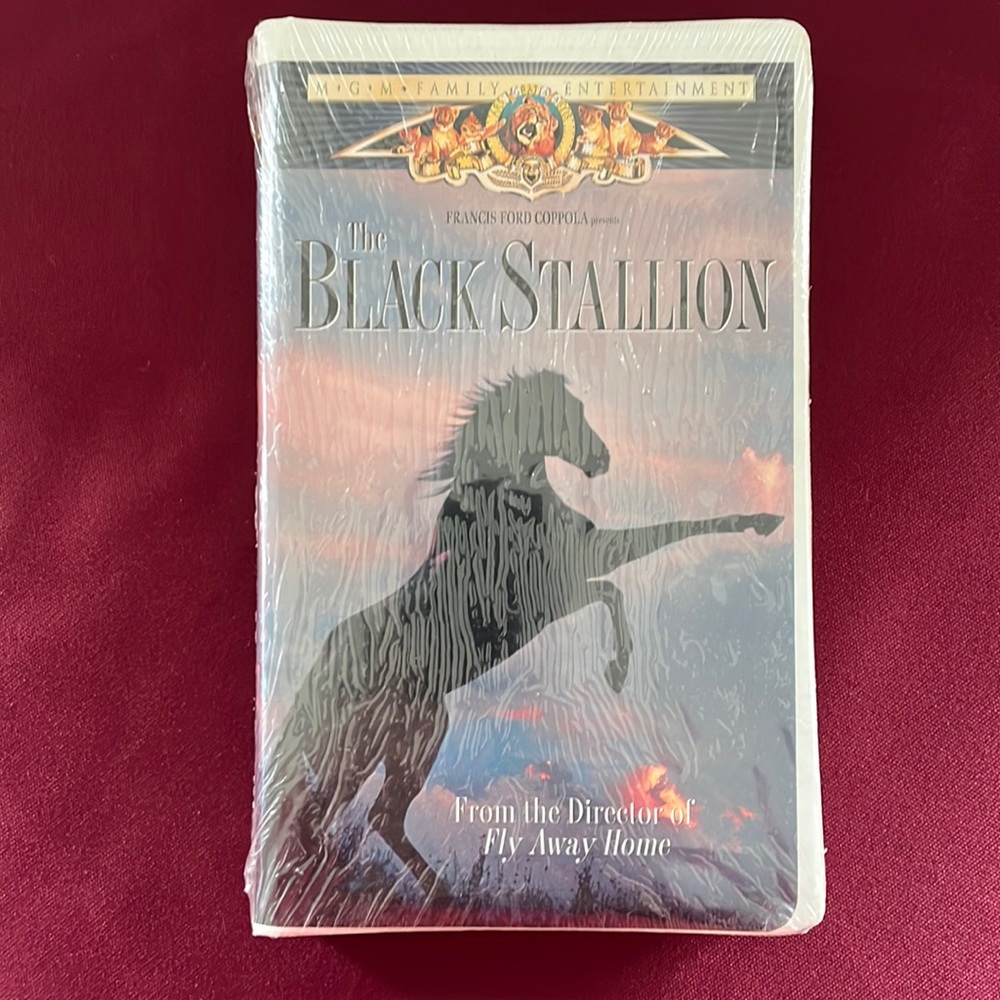 M•G•M•FAMILY ENTERTAINMENT
FRANCIS FORD COPPOLA presents
The
BLACK STALLION
From the Director of
Fly Away Home